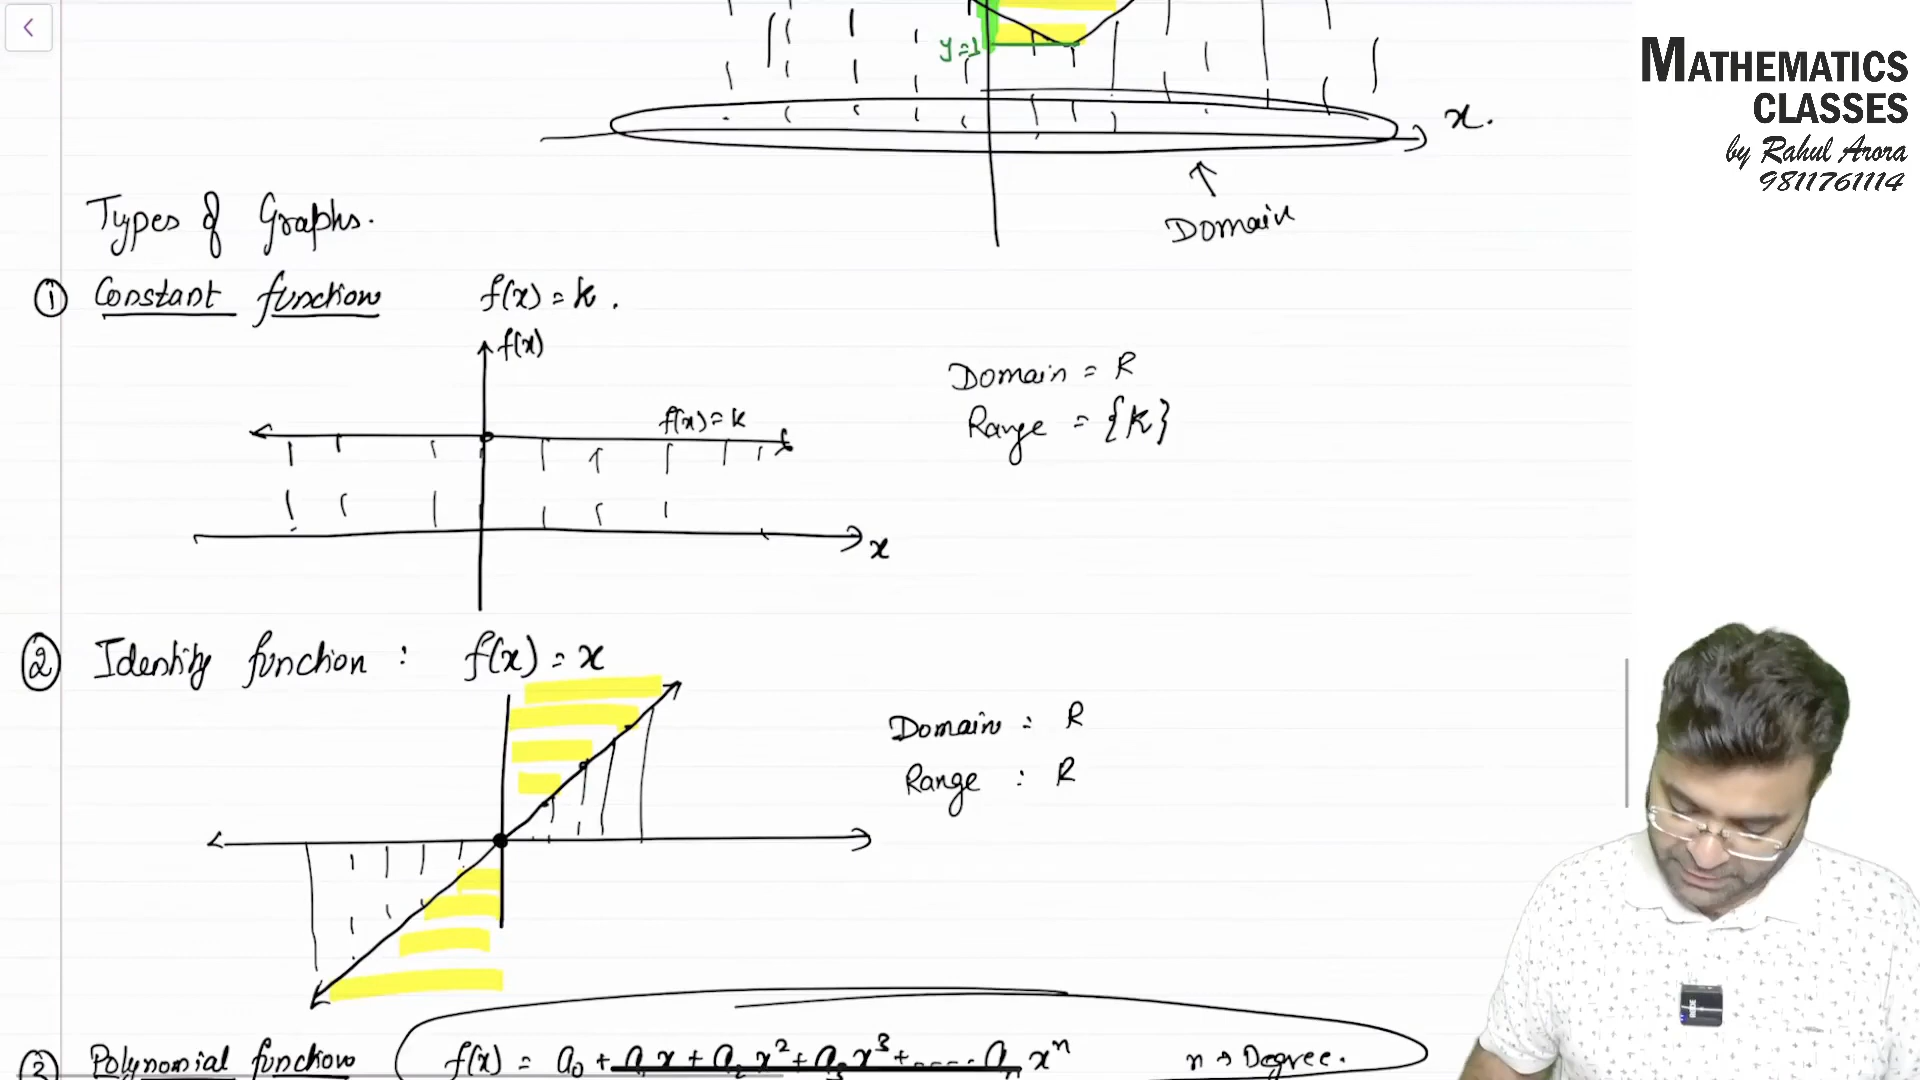 MATHEMATICS
CLASSES
by Rahul Arora
9811761114
y=1
x.
Domain
Types of Graphs.
① Constant function f(x) = k.
f(x)
f(x)=k
x
Domain = R
Range = {k}
② Identity function : f(x) = x
Domain : R
Range : R
③ Polynomial function f(x) = a₀ + a₁x + a₂x² + a₃x³ + ---- aₙxⁿ n → Degree.